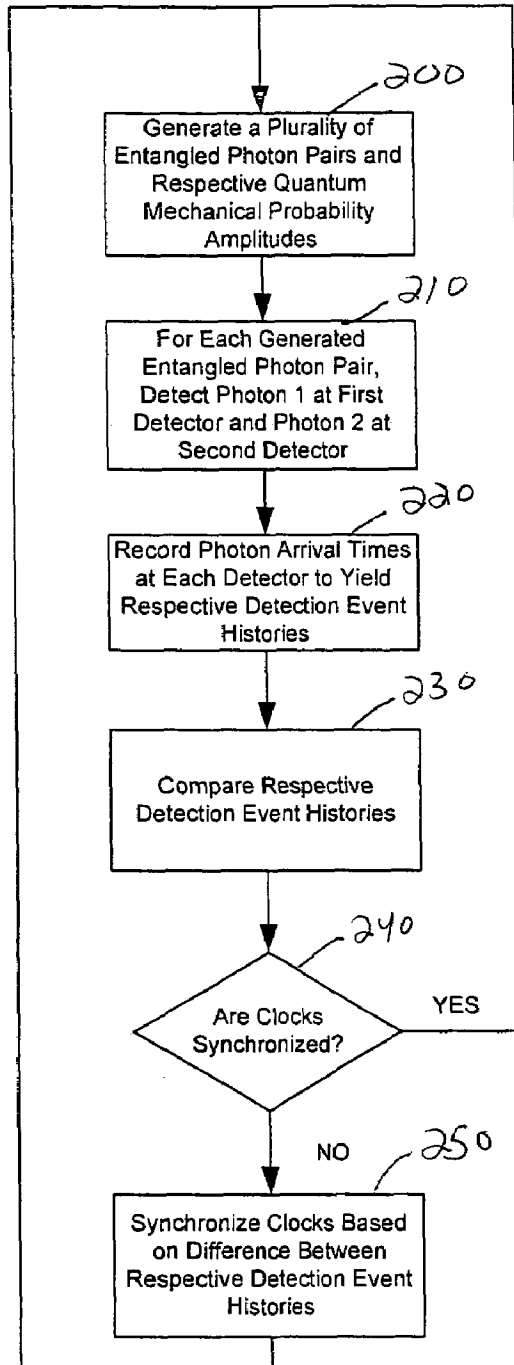 200
Generate a Plurality of
Entangled Photon Pairs and
Respective Quantum
Mechanical Probability
Amplitudes
210
For Each Generated
Entangled Photon Pair,
Detect Photon 1 at First
Detector and Photon 2 at
Second Detector
220
Record Photon Arrival Times
at Each Detector to Yield
Respective Detection Event
Histories
230
Compare Respective
Detection Event Histories
240
Are Clocks
Synchronized?
YES
NO
250
Synchronize Clocks Based
on Difference Between
Respective Detection Event
Histories